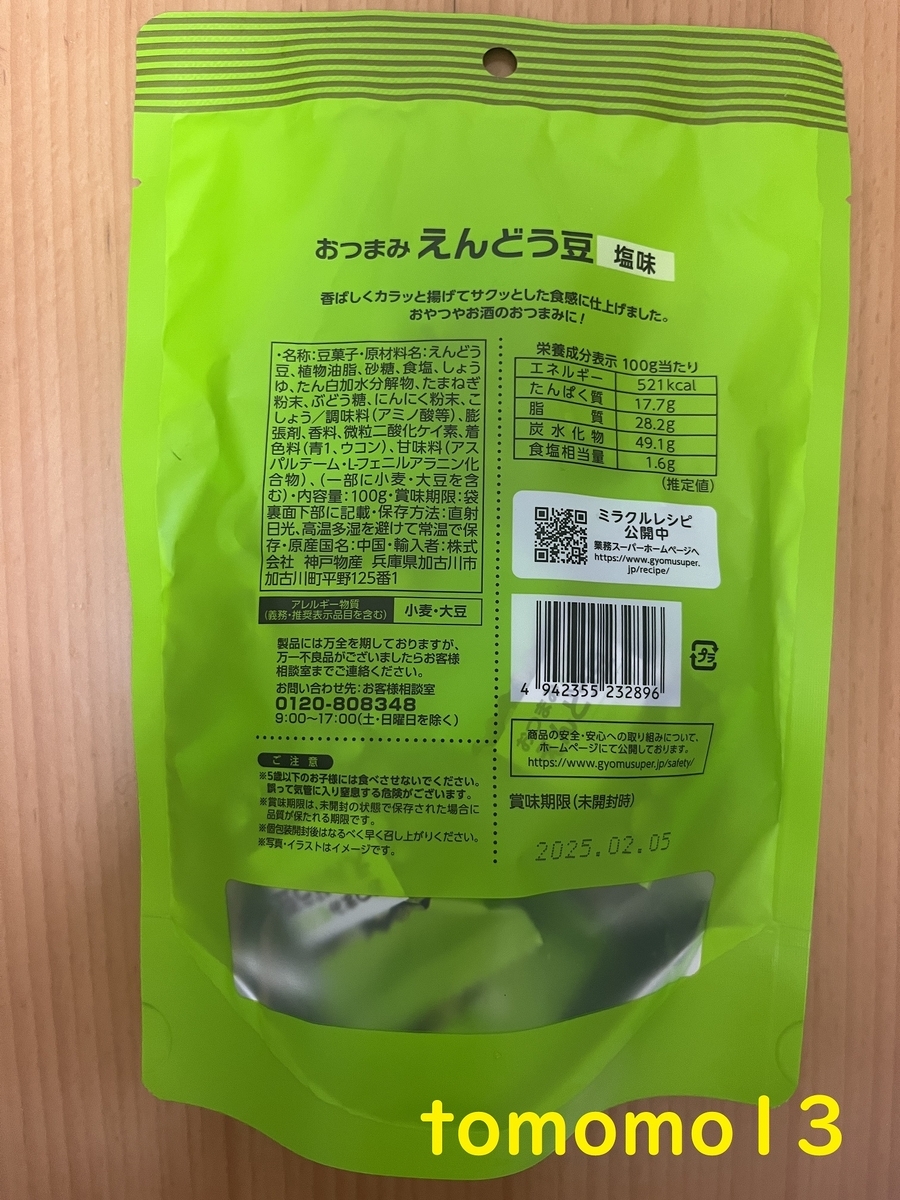 おつまみ えんどう豆 塩味
香ばしくカラッと揚げてサクッとした食感に仕上げました。
おやつやお酒のおつまみに！
・名称：豆菓子・原材料名：えんどう
豆、植物油脂、砂糖、食塩、しょう
ゆ、たん白加水分解物、たまねぎ
粉末、ぶどう糖、にんにく粉末、こ
しょう／調味料（アミノ酸等）、膨
張剤、香料、微粒二酸化ケイ素、着
色料（青1、ウコン）、甘味料（アス
パルテーム・L-フェニルアラニン化
合物）、（一部に小麦・大豆を含
む）・内容量：100g・賞味期限：袋
裏面下部に記載・保存方法：直射
日光、高温多湿を避けて常温で保
存・原産国名：中国・輸入者：株式
会社 神戸物産 兵庫県加古川市
加古川町平野125番1
アレルギー物質
（義務・推奨表示品目を含む）
小麦・大豆
製品には万全を期しておりますが、
万一不良品がございましたらお客様
相談室までご連絡ください。
お問い合わせ先：お客様相談室
0120-808348
9:00～17:00（土・日曜日を除く）
ご注意
※5歳以下のお子様には食べさせないでください。
誤って気管に入り窒息する危険がございます。
※賞味期限は、未開封の状態で保存された場合に
品質が保たれる期限です。
※個包装開封後はなるべく早く召し上がりください。
※写真・イラストはイメージです。
栄養成分表示 100g当たり
エネルギー 521kcal
たんぱく質 17.7g
脂質 28.2g
炭水化物 49.1g
食塩相当量 1.6g
（推定値）
ミラクルレシピ
公開中
業務スーパーホームページへ
https://www.gyomusuper.
jp/recipe/
4 942355 232896
プラ
商品の安全・安心への取り組みについて、
ホームページにて公開しております。
https://www.gyomusuper.jp/safety/
賞味期限（未開封時）
2025.02.05
tomomo13